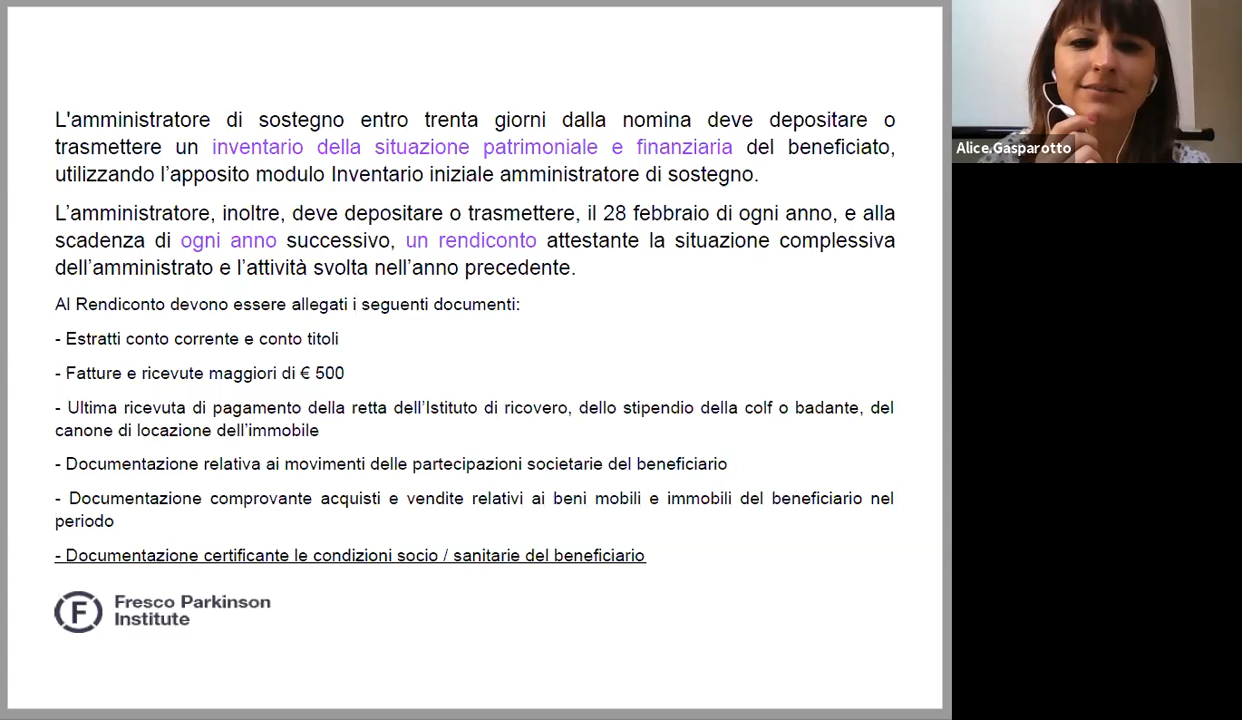 L'amministratore di sostegno entro trenta giorni dalla nomina deve depositare o
trasmettere un inventario della situazione patrimoniale e finanziaria del beneficiato,
utilizzando l’apposito modulo Inventario iniziale amministratore di sostegno.
L’amministratore, inoltre, deve depositare o trasmettere, il 28 febbraio di ogni anno, e alla
scadenza di ogni anno successivo, un rendiconto attestante la situazione complessiva
dell’amministrato e l’attività svolta nell’anno precedente.
Al Rendiconto devono essere allegati i seguenti documenti:
- Estratti conto corrente e conto titoli
- Fatture e ricevute maggiori di € 500
- Ultima ricevuta di pagamento della retta dell’Istituto di ricovero, dello stipendio della colf o badante, del
canone di locazione dell’immobile
- Documentazione relativa ai movimenti delle partecipazioni societarie del beneficiario
- Documentazione comprovante acquisti e vendite relativi ai beni mobili e immobili del beneficiario nel
periodo
- Documentazione certificante le condizioni socio / sanitarie del beneficiario
F
Fresco Parkinson
Institute
Alice.Gasparotto